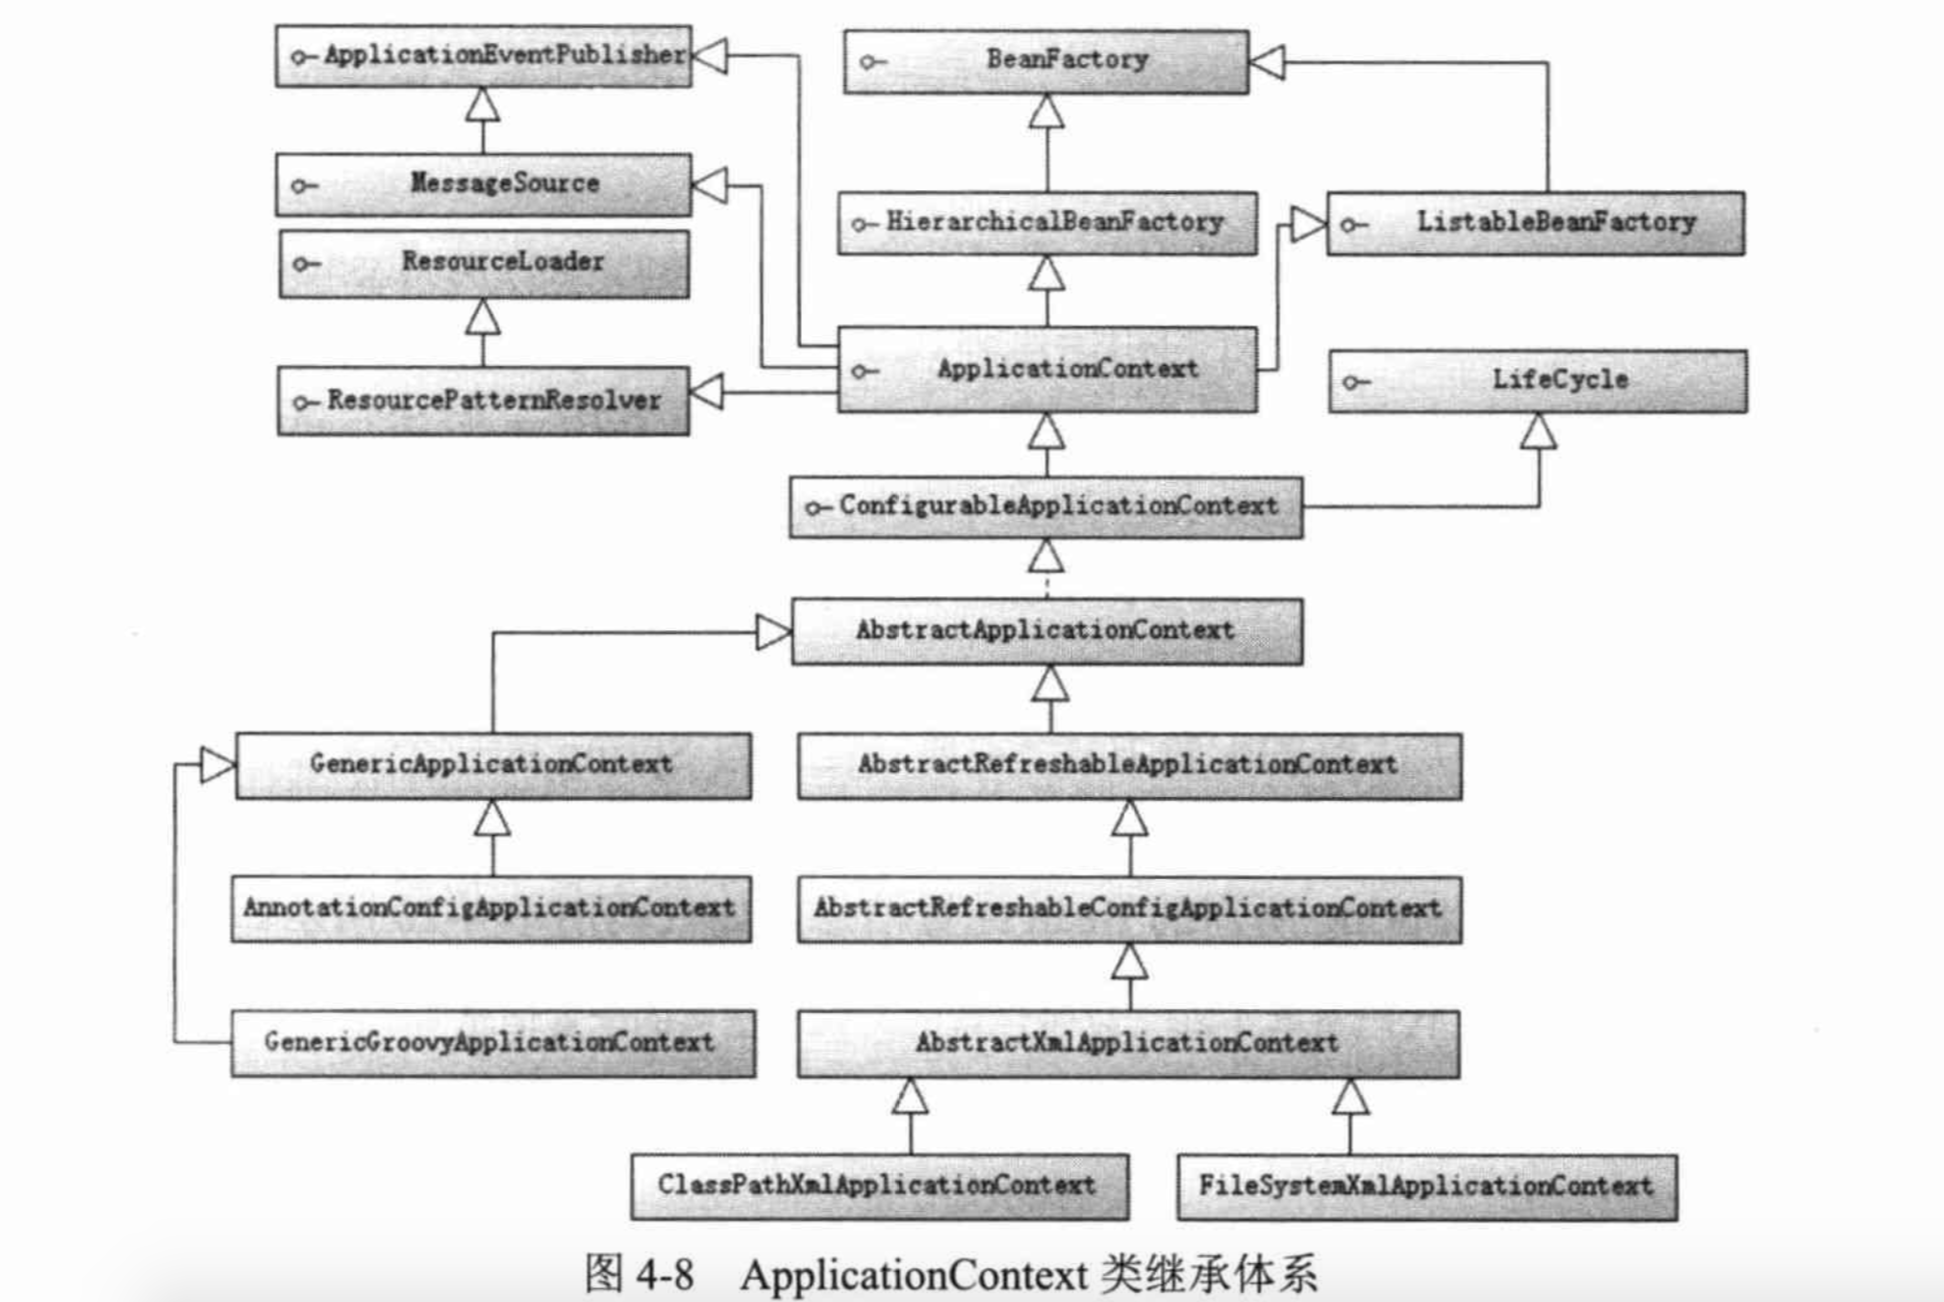 ApplicationEventPublisher
BeanFactory
MessageSource
HierarchicalBeanFactory
ListableBeanFactory
ResourceLoader
ApplicationContext
LifeCycle
ResourcePatternResolver
ConfigurableApplicationContext
AbstractApplicationContext
GenericApplicationContext
AbstractRefreshableApplicationContext
AnnotationConfigApplicationContext
AbstractRefreshableConfigApplicationContext
GenericGroovyApplicationContext
AbstractXmlApplicationContext
ClassPathXmlApplicationContext
FileSystemXmlApplicationContext
图 4-8 ApplicationContext 类继承体系